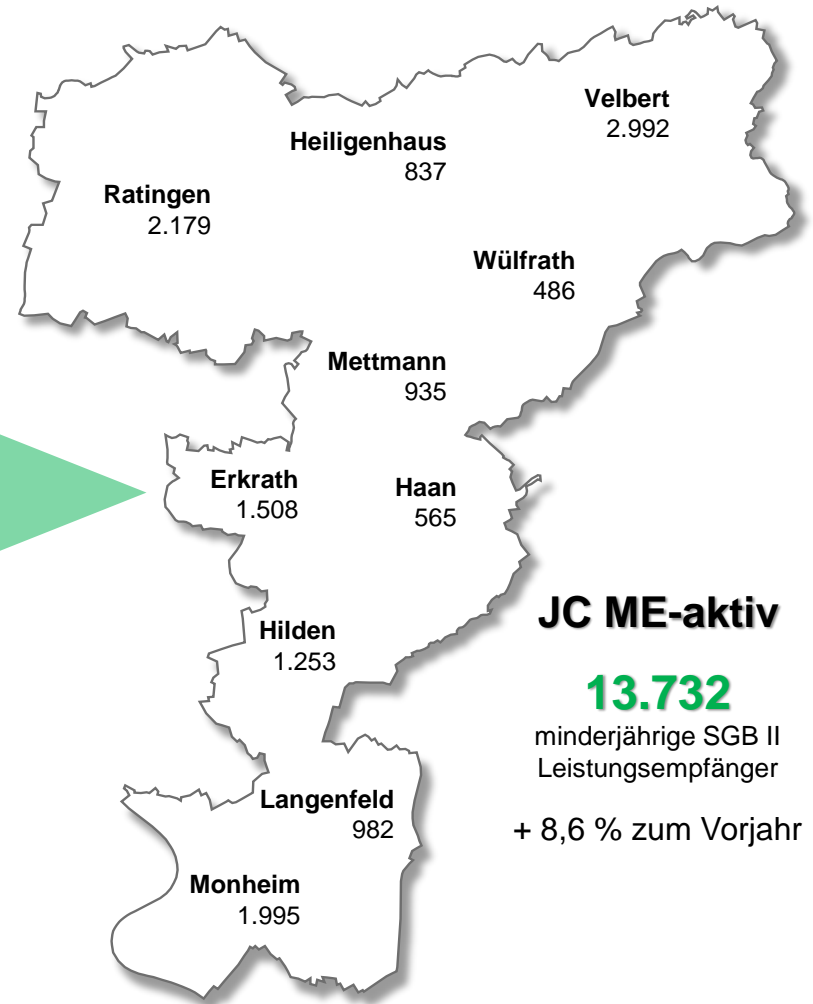 Velbert
2.992
Heiligenhaus
837
Ratingen
2.179
Wülfrath
486
Mettmann
935
Erkrath
1.508
Haan
565
Hilden
1.253
JC ME-aktiv
13.732
minderjährige SGB II
Leistungsempfänger
+ 8,6 % zum Vorjahr
Langenfeld
982
Monheim
1.995